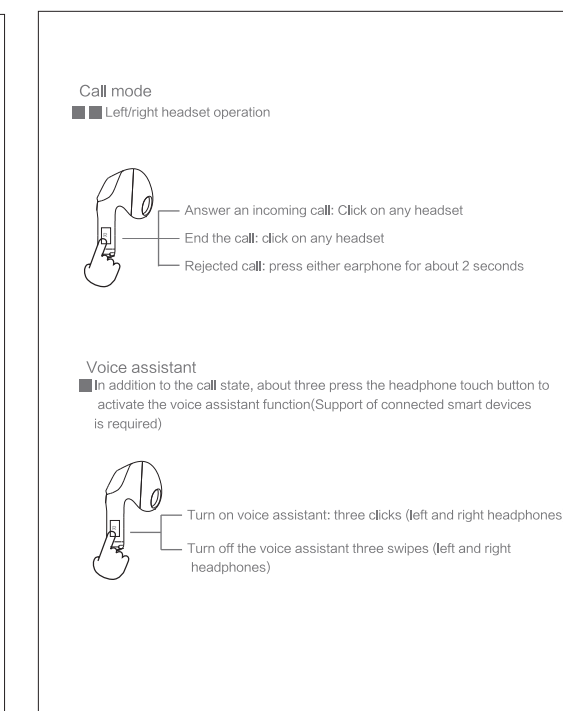 Call mode
Left/right headset operation
Answer an incoming call: Click on any headset
End the call: click on any headset
Rejected call: press either earphone for about 2 seconds
Voice assistant
In addition to the call state, about three press the headphone touch button to
activate the voice assistant function(Support of connected smart devices
is required)
Turn on voice assistant: three clicks (left and right headphones
Turn off the voice assistant three swipes (left and right
headphones)